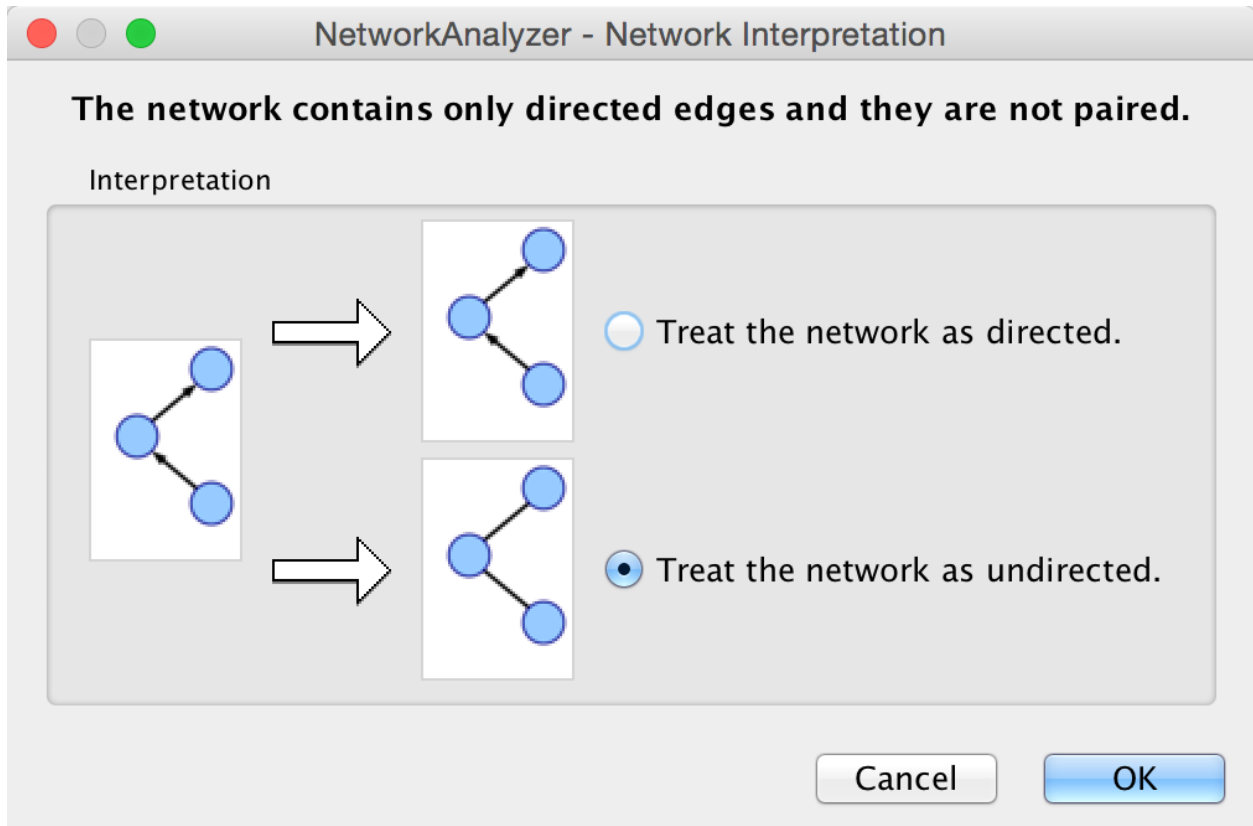 NetworkAnalyzer - Network Interpretation
The network contains only directed edges and they are not paired.
Interpretation
Treat the network as directed.
Treat the network as undirected.
Cancel
OK